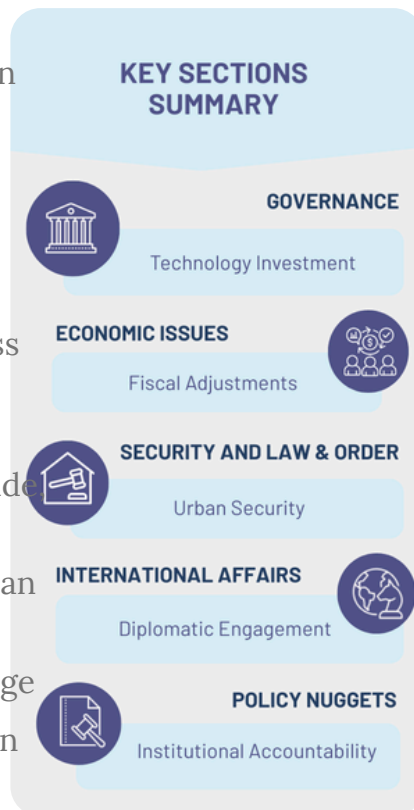 KEY SECTIONS
SUMMARY
GOVERNANCE
Technology Investment
ECONOMIC ISSUES
Fiscal Adjustments
SECURITY AND LAW & ORDER
Urban Security
INTERNATIONAL AFFAIRS
Diplomatic Engagement
POLICY NUGGETS
Institutional Accountability